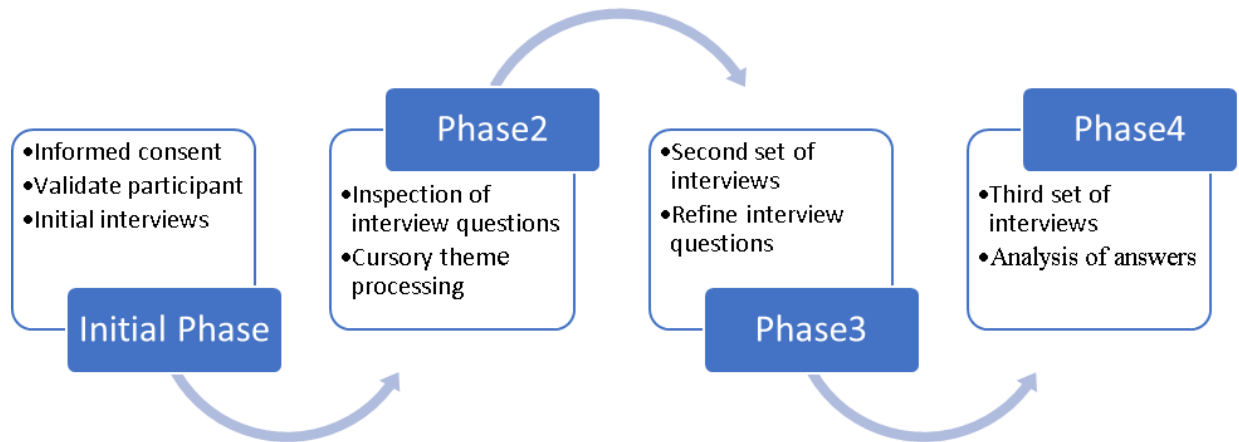 •Informed consent
•Validate participant
•Initial interviews
Initial Phase
Phase2
•Inspection of
interview questions
•Cursory theme
processing
•Second set of
interviews
•Refine interview
questions
Phase3
Phase4
•Third set of
interviews
•Analysis of answers